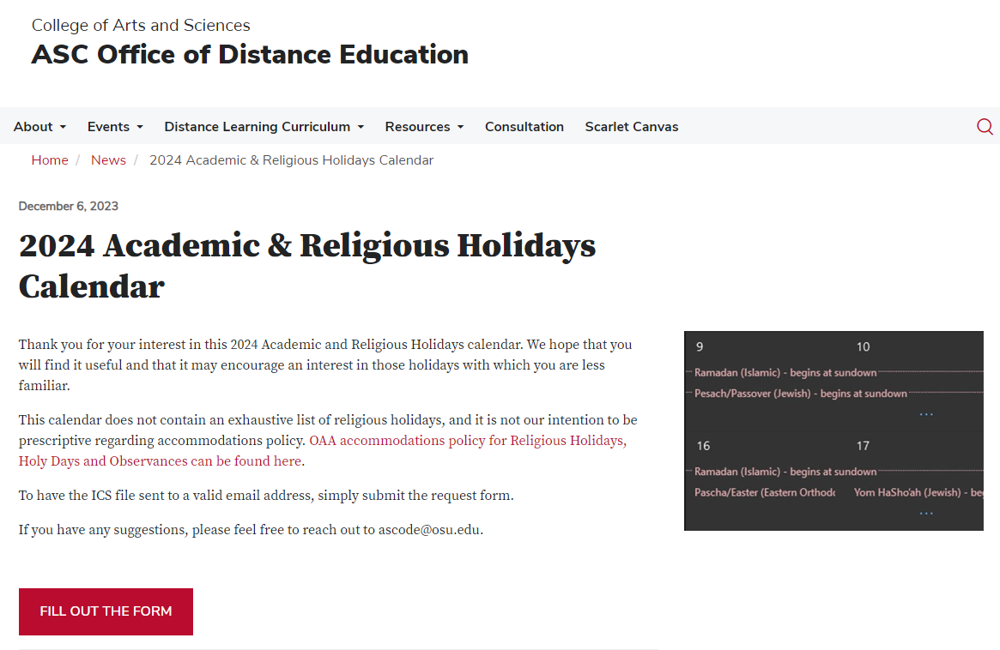 College of Arts and Sciences
ASC Office of Distance Education
About Events Distance Learning Curriculum Resources Consultation Scarlet Canvas
Home / News / 2024 Academic & Religious Holidays Calendar
December 6, 2023
2024 Academic & Religious Holidays
Calendar
Thank you for your interest in this 2024 Academic and Religious Holidays calendar. We hope that you
will find it useful and that it may encourage an interest in those holidays with which you are less
familiar.
This calendar does not contain an exhaustive list of religious holidays, and it is not our intention to be
prescriptive regarding accommodations policy. OAA accommodations policy for Religious Holidays,
Holy Days and Observances can be found here.
To have the ICS file sent to a valid email address, simply submit the request form.
If you have any suggestions, please feel free to reach out to ascode@osu.edu.
FILL OUT THE FORM
9 10
Ramadan (Islamic) - begins at sundown
Pesach/Passover (Jewish) - begins at sundown
...
16 17
Ramadan (Islamic) - begins at sundown
Pascha/Easter (Eastern Yom HaSho'ah (Jewish) -
...